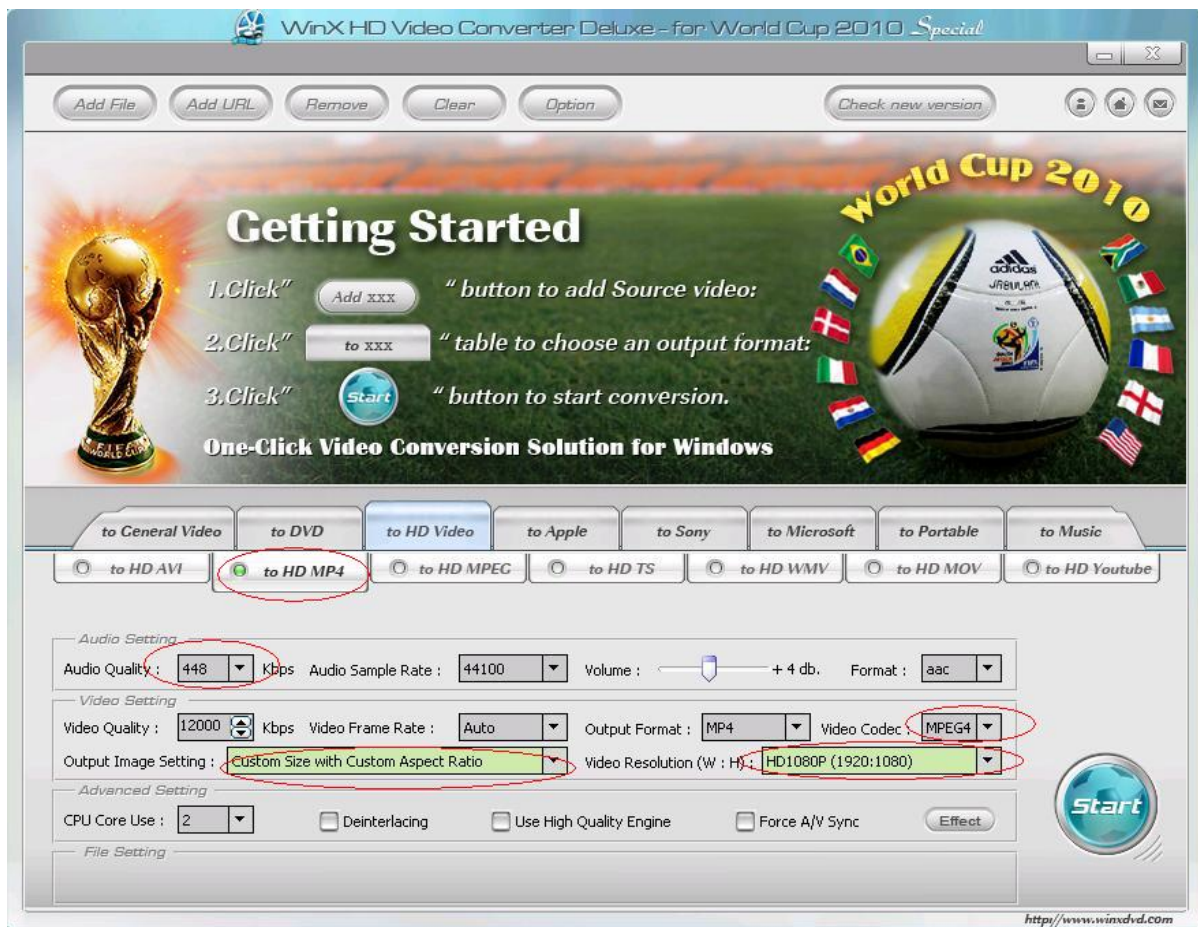 WinX HD Video Converter Deluxe - for World Cup 2010 Special
Add File Add URL Remove Clear Option Check new version
World Cup 2010
Getting Started
1.Click" Add xxx " button to add Source video:
2.Click" to xxx " table to choose an output format:
3.Click" Start " button to start conversion.
One-Click Video Conversion Solution for Windows
adidas
JABULANI
FIFA
WORLD CUP
to General Video to DVD to HD Video to Apple to Sony to Microsoft to Portable to Music
to HD AVI to HD MP4 to HD MPEG to HD TS to HD WMV to HD MOV to HD Youtube
Audio Setting
Audio Quality : 448 Kbps Audio Sample Rate : 44100 Volume : + 4 db. Format : aac
Video Setting
Video Quality : 12000 Kbps Video Frame Rate : Auto Output Format : MP4 Video Codec : MPEG4
Output Image Setting : Custom Size with Custom Aspect Ratio Video Resolution (W : H) : HD1080P (1920:1080)
Advanced Setting
CPU Core Use : 2 Deinterlacing Use High Quality Engine Force A/V Sync Effect
Start
File Setting
http://www.winxdvd.com